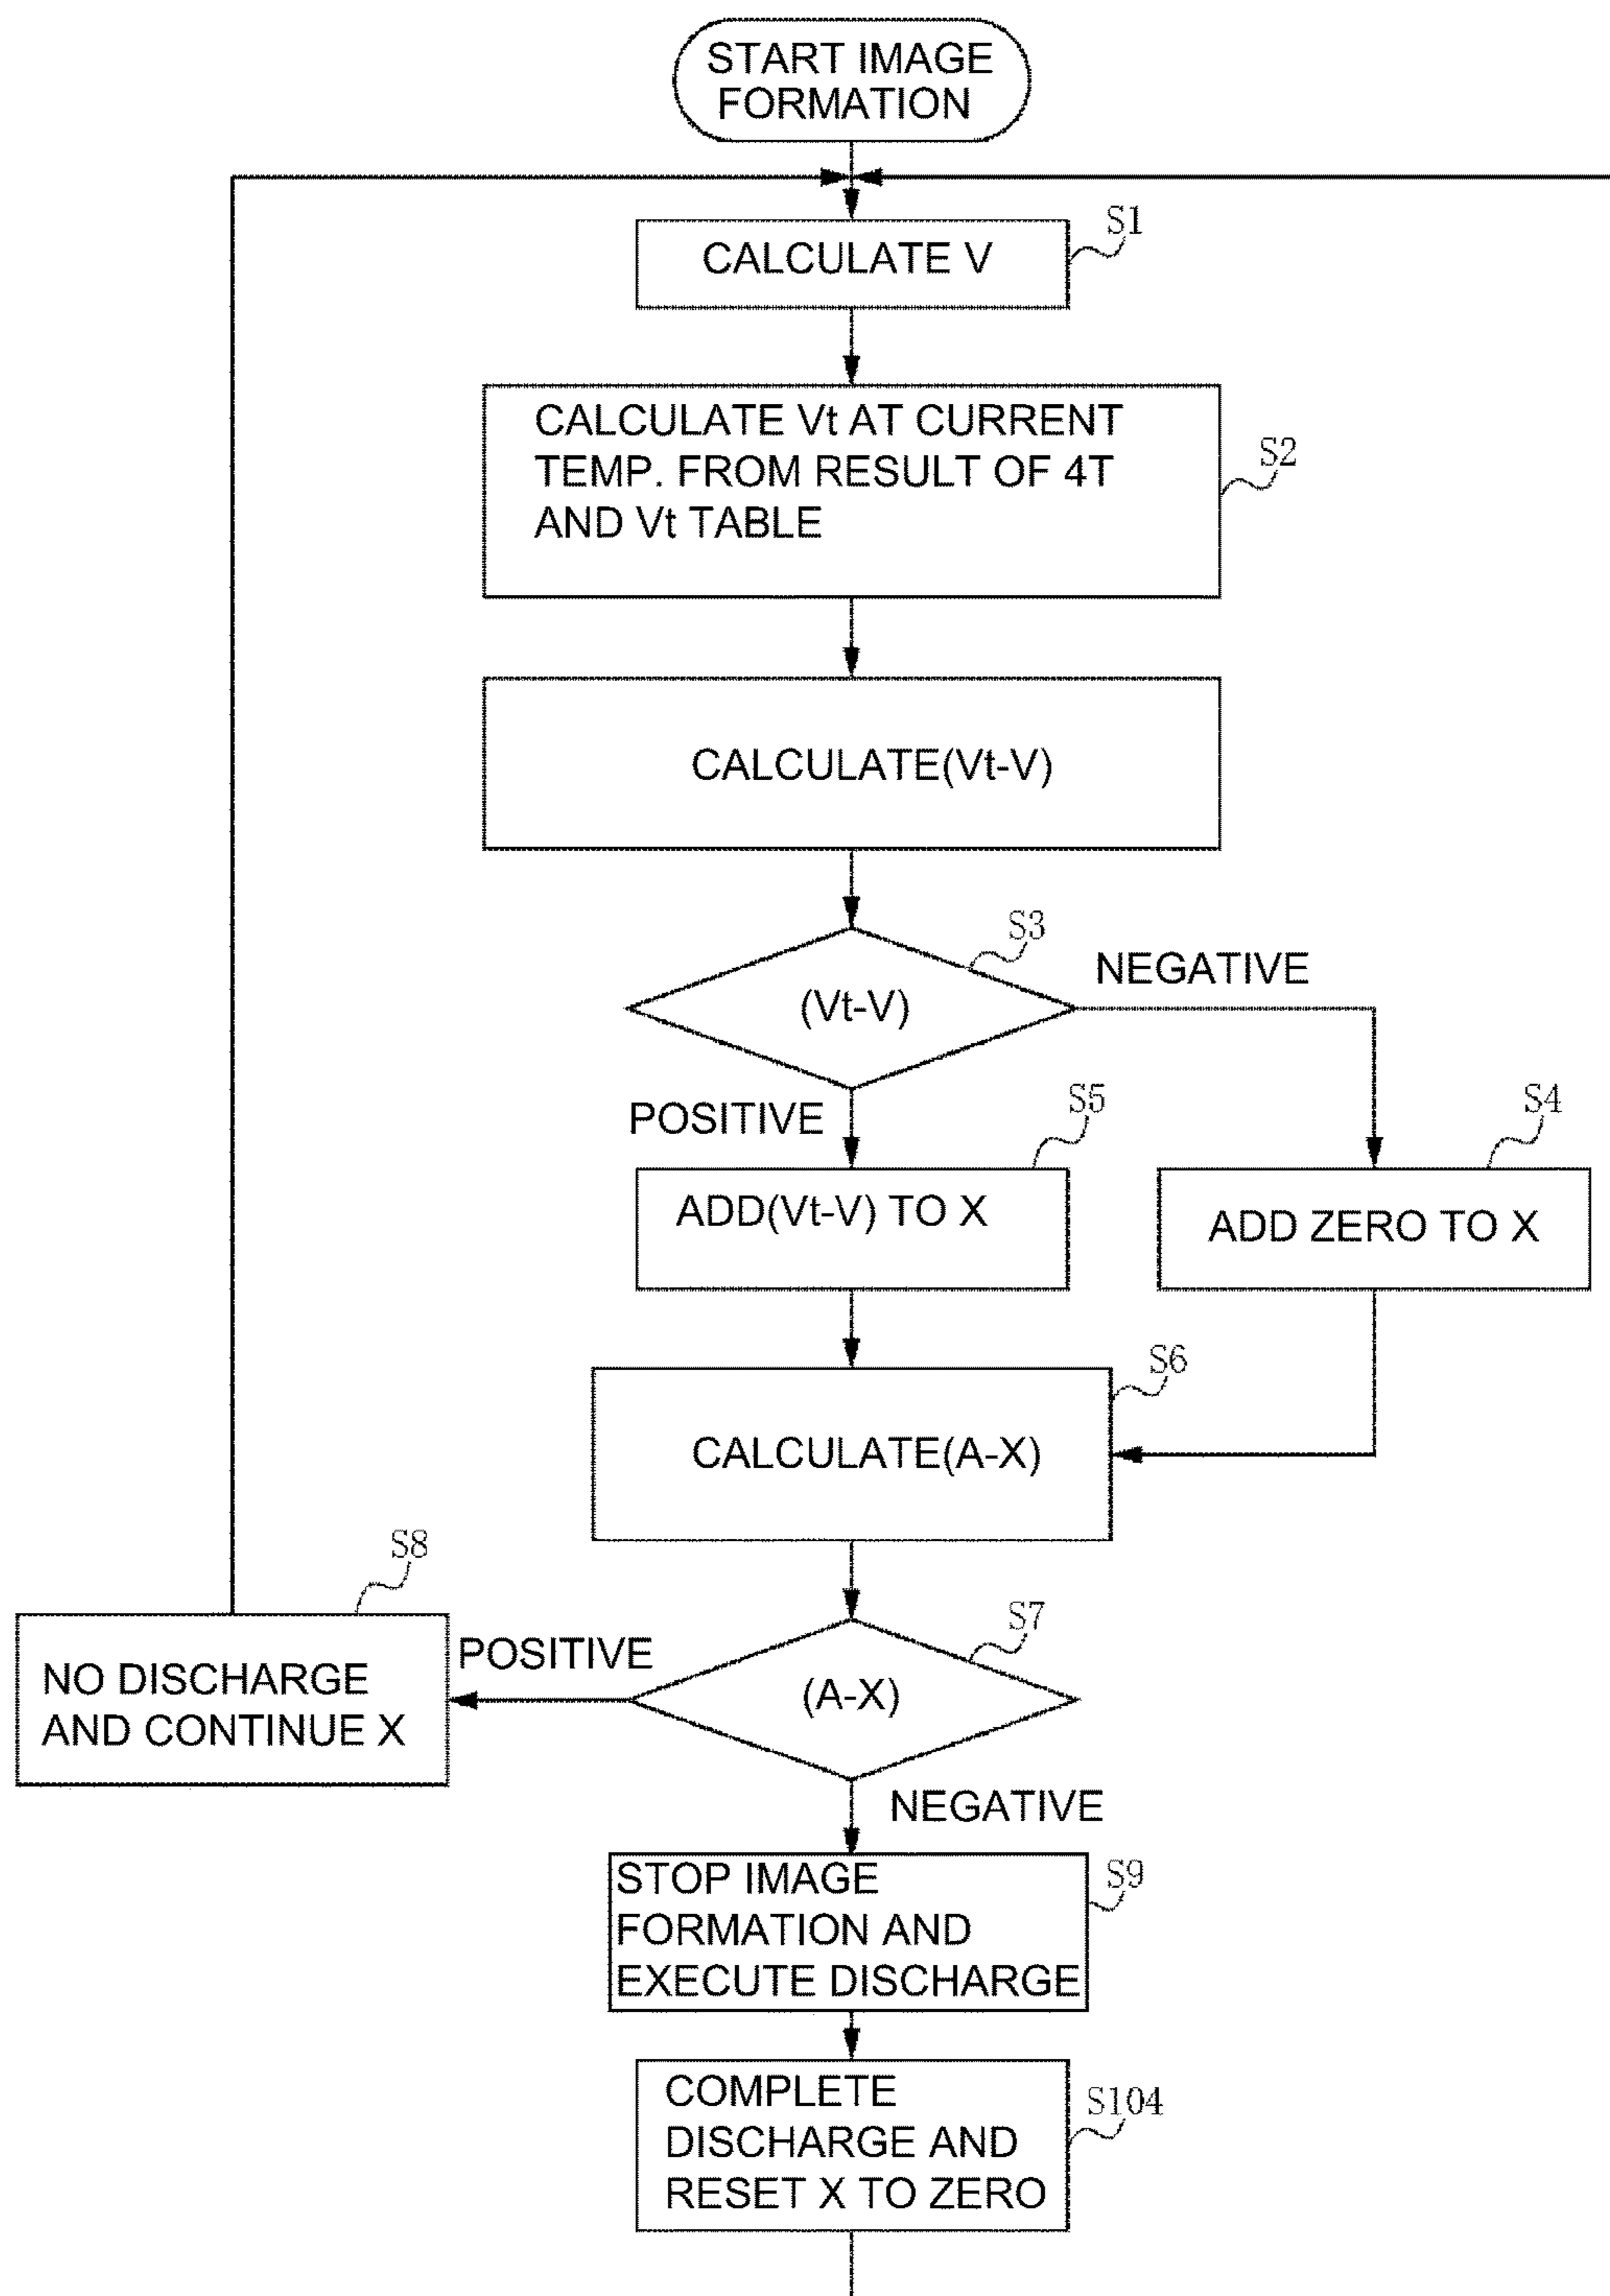 START IMAGE
FORMATION
S1
CALCULATE V
CALCULATE Vt AT CURRENT
TEMP. FROM RESULT OF 4T
AND Vt TABLE
S2
CALCULATE(Vt-V)
S3
(Vt-V)
NEGATIVE
POSITIVE
S5
S4
ADD(Vt-V) TO X
ADD ZERO TO X
S6
CALCULATE(A-X)
S8
S7
POSITIVE
(A-X)
NO DISCHARGE
AND CONTINUE X
NEGATIVE
S9
STOP IMAGE
FORMATION AND
EXECUTE DISCHARGE
S104
COMPLETE
DISCHARGE AND
RESET X TO ZERO